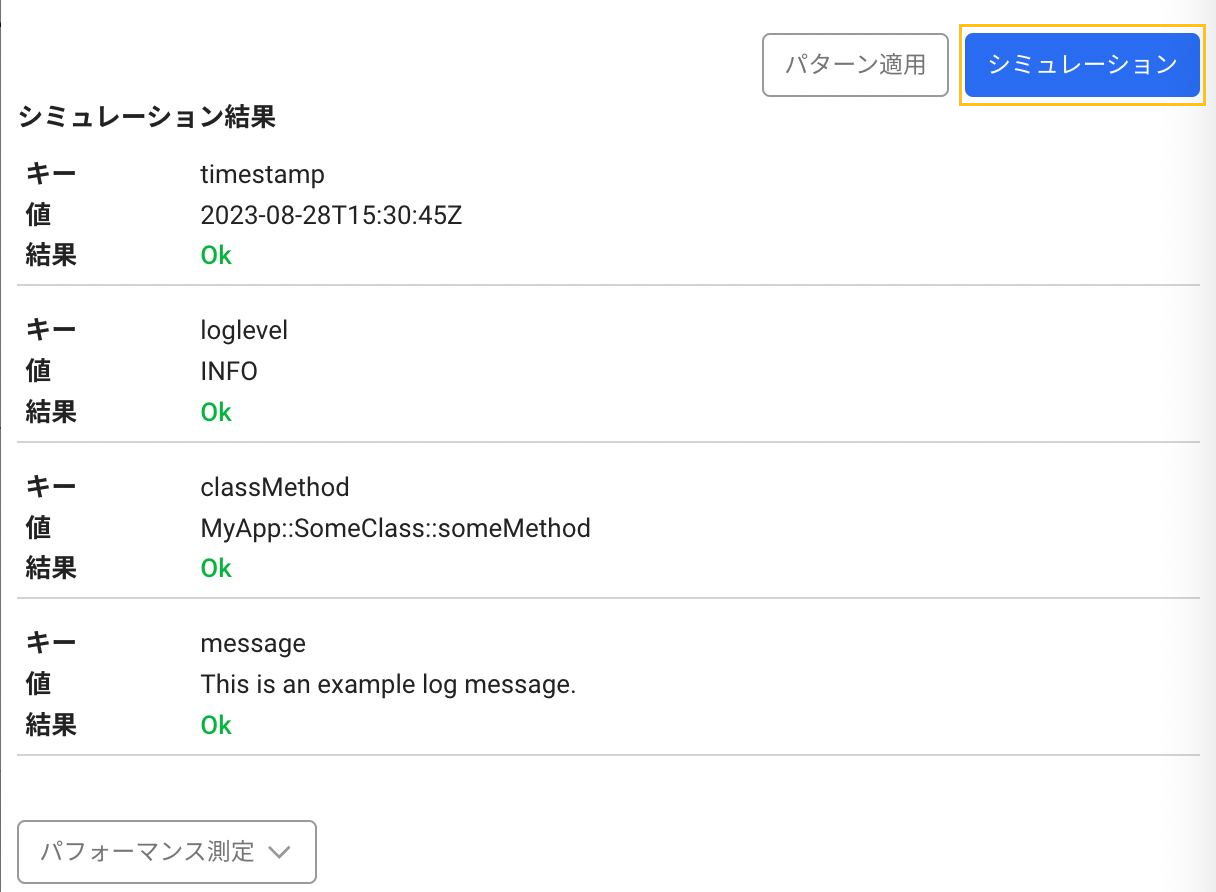 パターン適用 シミュレーション
シミュレーション結果
キー timestamp
値 2023-08-28T15:30:45Z
結果 Ok
キー loglevel
値 INFO
結果 Ok
キー classMethod
値 MyApp::SomeClass::someMethod
結果 Ok
キー message
値 This is an example log message.
結果 Ok
パフォーマンス測定